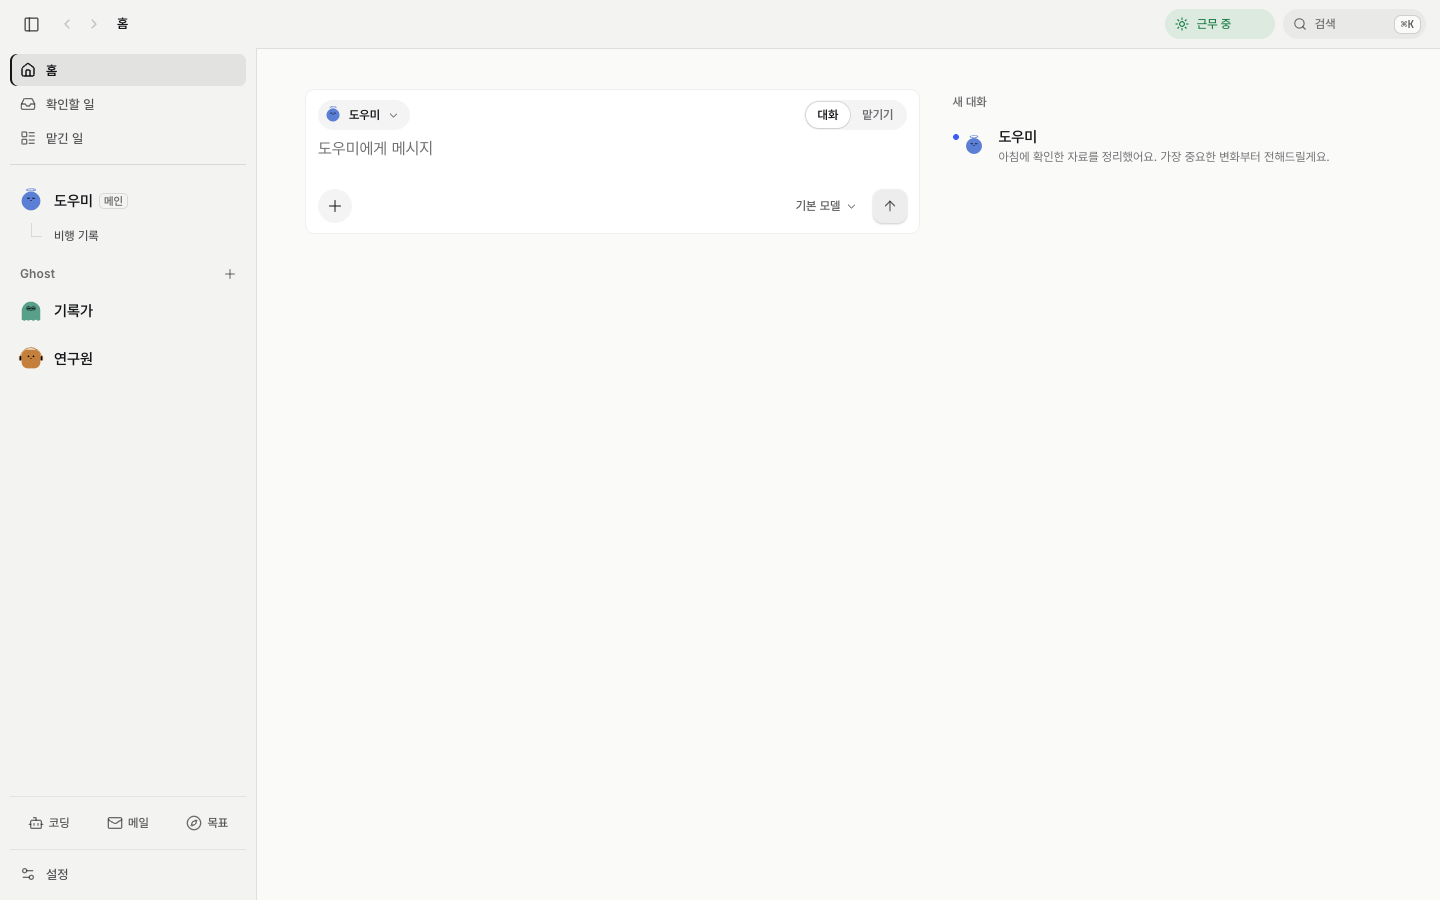 홈
근무 중
검색
⌘K
홈
확인할 일
맡긴 일
도우미 메인
비행 기록
Ghost
기록가
연구원
코딩
메일
목표
설정
도우미
대화
맡기기
도우미에게 메시지
기본 모델
새 대화
도우미
아침에 확인한 자료를 정리했어요. 가장 중요한 변화부터 전해드릴게요.